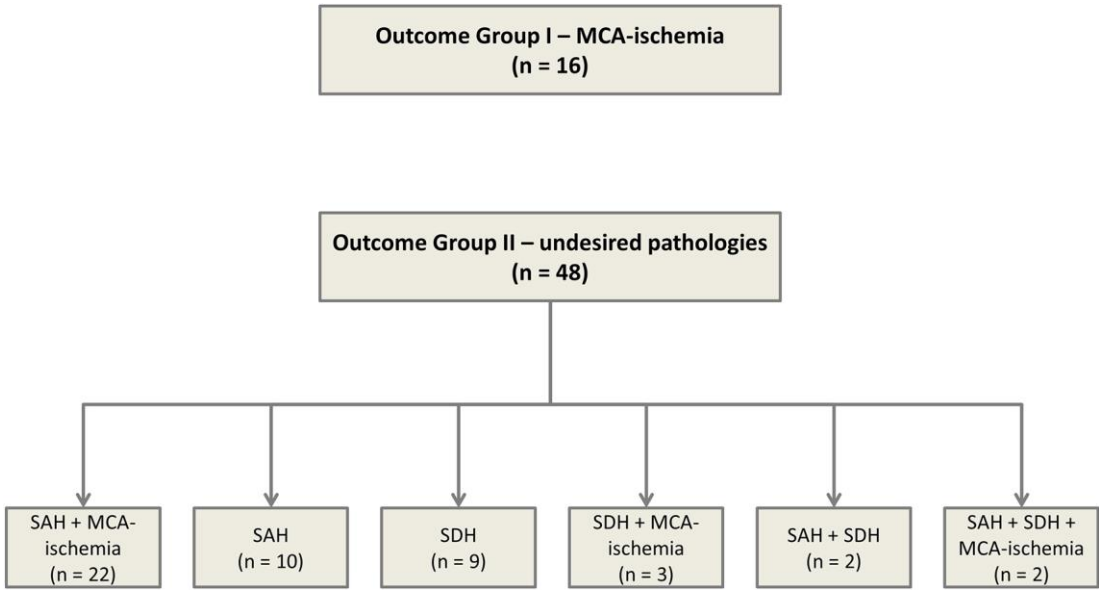 Outcome Group I – MCA-ischemia
(n = 16)
Outcome Group II – undesired pathologies
(n = 48)
SAH + MCA-
ischemia
(n = 22)
SAH
(n = 10)
SDH
(n = 9)
SDH + MCA-
ischemia
(n = 3)
SAH + SDH
(n = 2)
SAH + SDH +
MCA-ischemia
(n = 2)